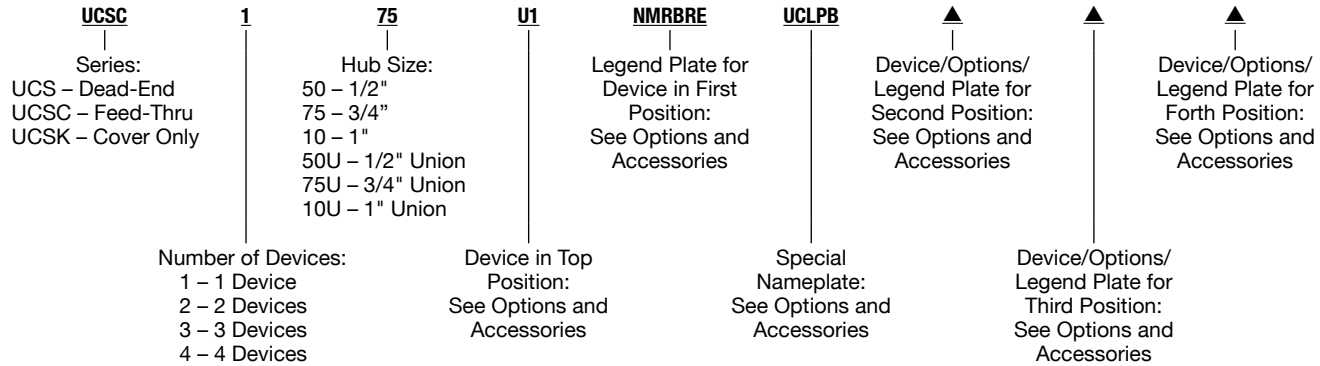 UCSC 1 75 U1 NMRBRE UCLPB ▲ ▲ ▲
Series:
UCS – Dead-End
UCSC – Feed-Thru
UCSK – Cover Only
Hub Size:
50 – 1/2"
75 – 3/4”
10 – 1"
50U – 1/2" Union
75U – 3/4" Union
10U – 1" Union
Legend Plate for
Device in First
Position:
See Options and
Accessories
Device/Options/
Legend Plate for
Second Position:
See Options and
Accessories
Device/Options/
Legend Plate for
Forth Position:
See Options and
Accessories
Number of Devices:
1 – 1 Device
2 – 2 Devices
3 – 3 Devices
4 – 4 Devices
Device in Top
Position:
See Options and
Accessories
Special
Nameplate:
See Options and
Accessories
Device/Options/
Legend Plate for
Third Position:
See Options and
Accessories